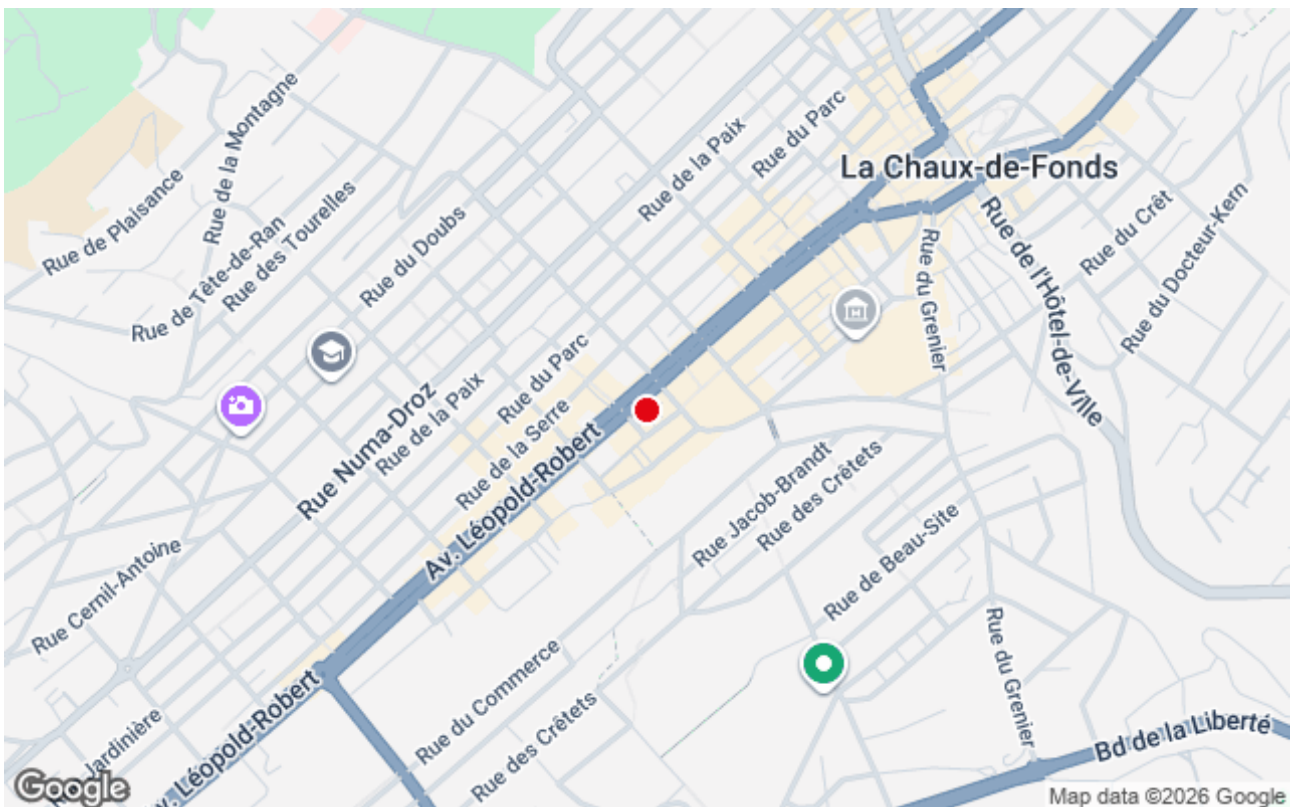 Rue de la Montagne
Rue du Parc
Rue de la Paix
La Chaux-de-Fonds
Rue de Plaisance
Rue des Tourelles
Rue de Tête-de-Ran
Rue du Doubs
Rue du Crêt
Rue du Docteur-Kern
Rue de l'Hôtel-de-Ville
Rue du Grenier
Rue du Parc
Rue de la Serre
Rue de la Paix
Rue Numa-Droz
Av. Léopold-Robert
Rue Jacob-Brandt
Rue des Crêtets
Rue de Beau-Site
Rue Cernil-Antoine
Rue du Grenier
Av. Léopold-Robert
Rue du Commerce
Rue des Crêtets
Bd de la Liberté
Jardinière
Léopold-Robert
Google
Map data ©2026 Google